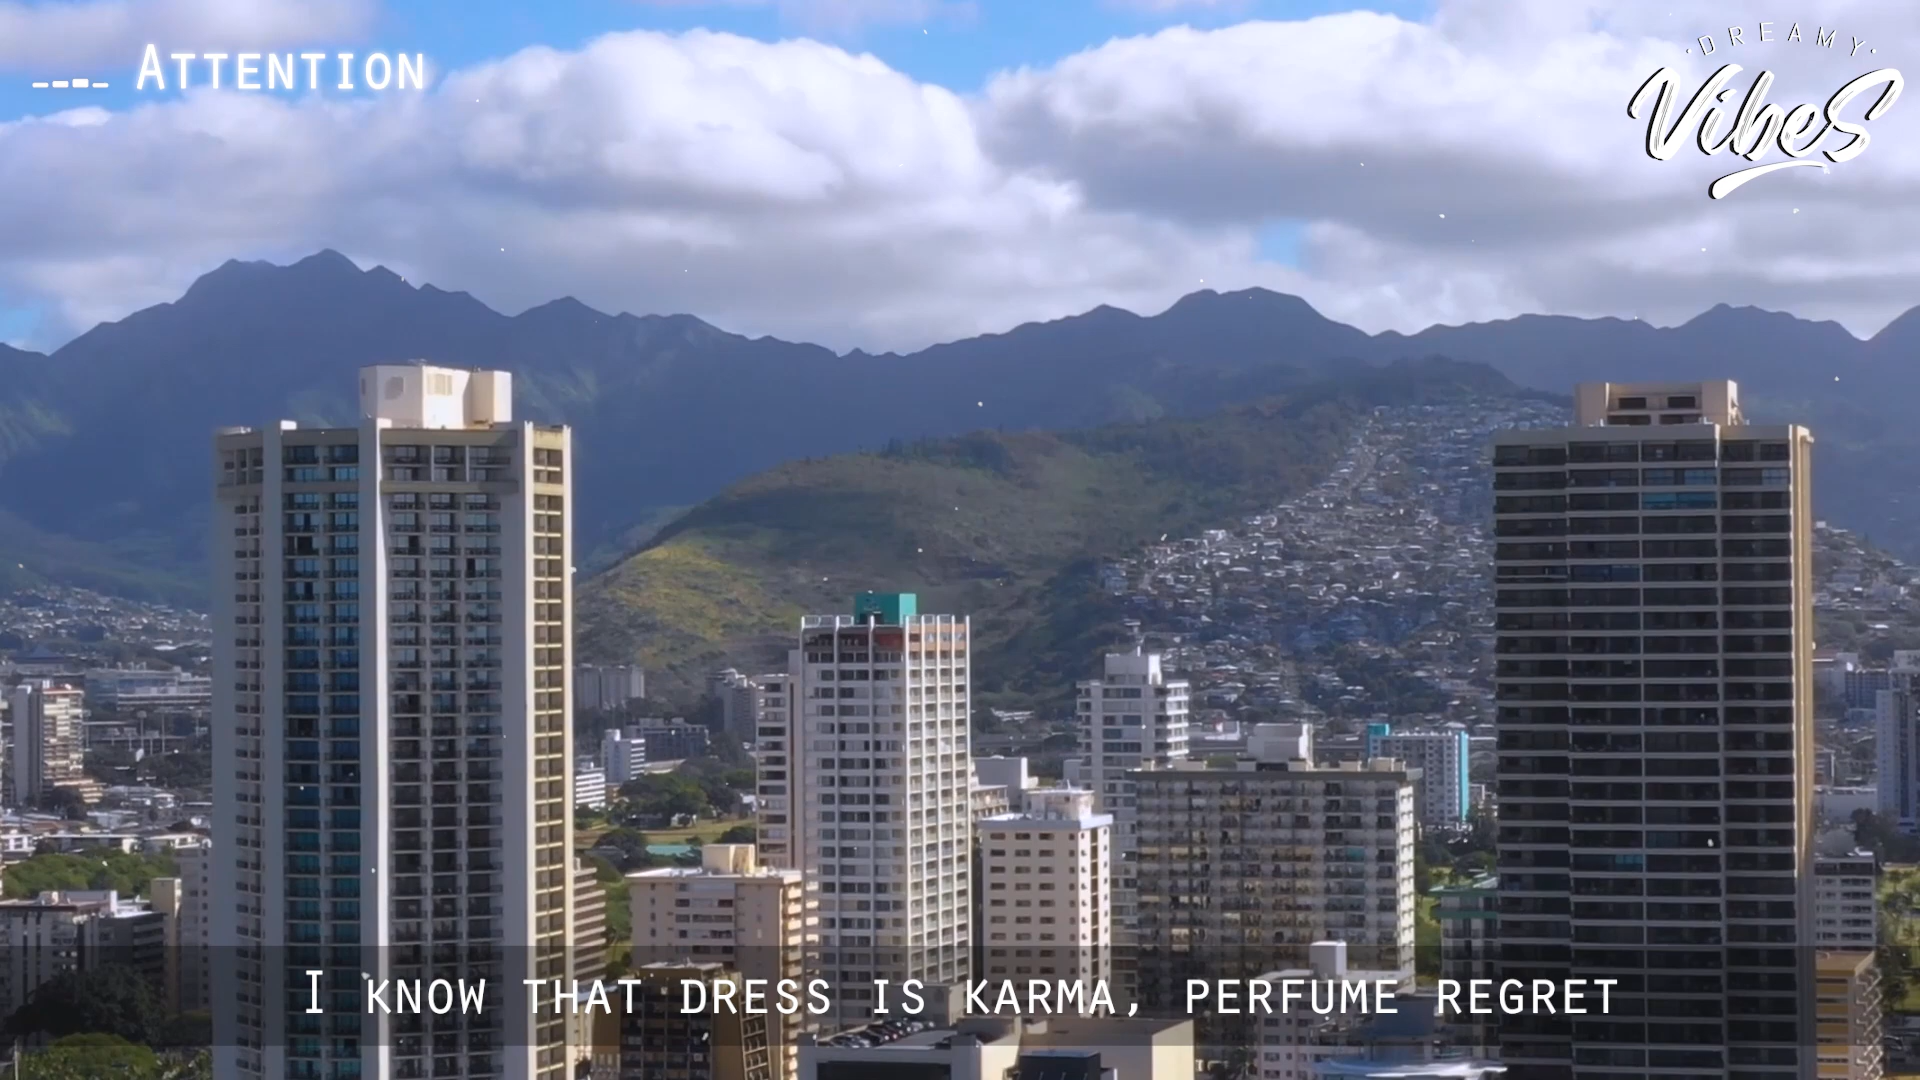 Attention
DREAMY
Vibes
I know that dress is karma, perfume regret